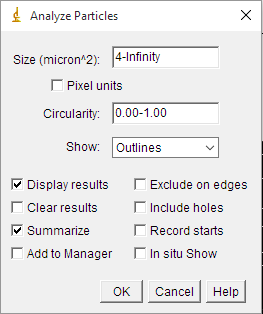 Analyze Particles
Size (micron^2): 4-Infinity
Pixel units
Circularity: 0.00-1.00
Show: Outlines
Display results Exclude on edges
Clear results Include holes
Summarize Record starts
Add to Manager In situ Show
OK Cancel Help